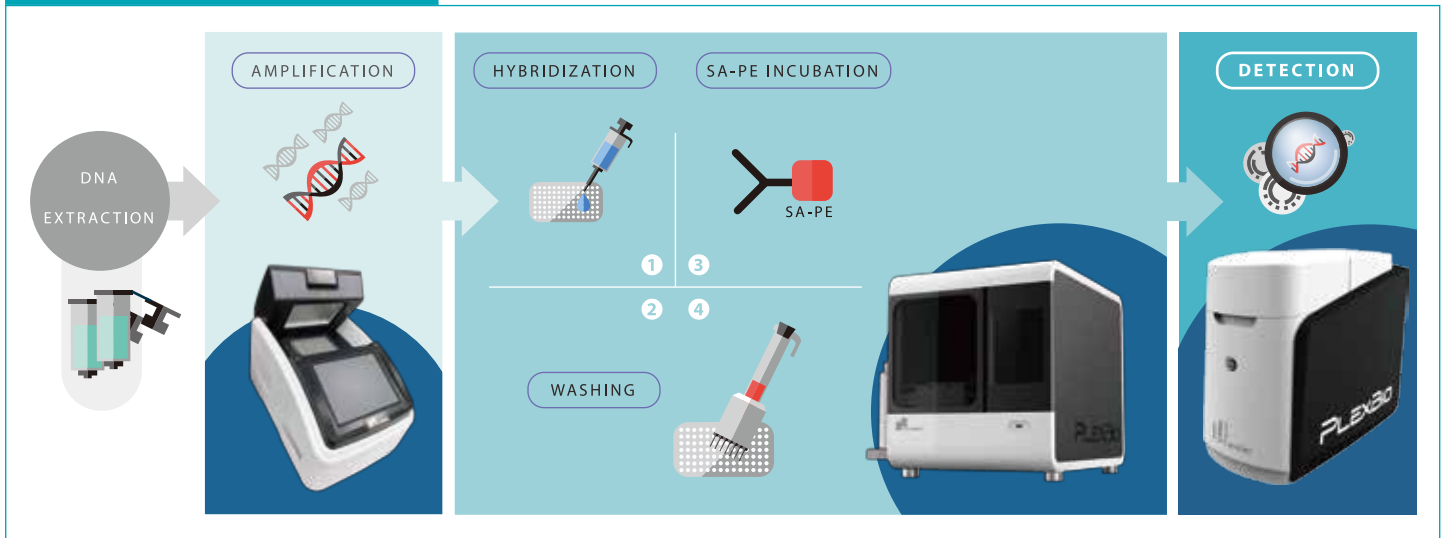 DNA
EXTRACTION
AMPLIFICATION
HYBRIDIZATION
SA-PE INCUBATION
SA-PE
1
3
2
4
WASHING
PLEXBIO
DETECTION
PLEXBIO